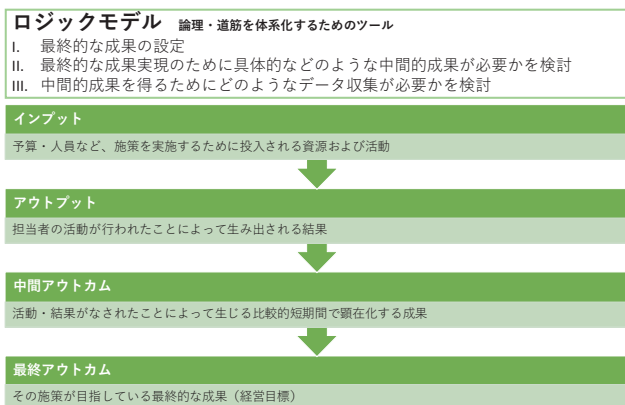 ロジックモデル 論理・道筋を体系化するためのツール
I. 最終的な成果の設定
II. 最終的な成果実現のために具体的などのような中間的成果が必要かを検討
III. 中間的成果を得るためにどのようなデータ収集が必要かを検討
インプット
予算・人員など、施策を実施するために投入される資源および活動
アウトプット
担当者の活動が行われたことによって生み出される結果
中間アウトカム
活動・結果がなされたことによって生じる比較的短期間で顕在化する成果
最終アウトカム
その施策が目指している最終的な成果（経営目標）